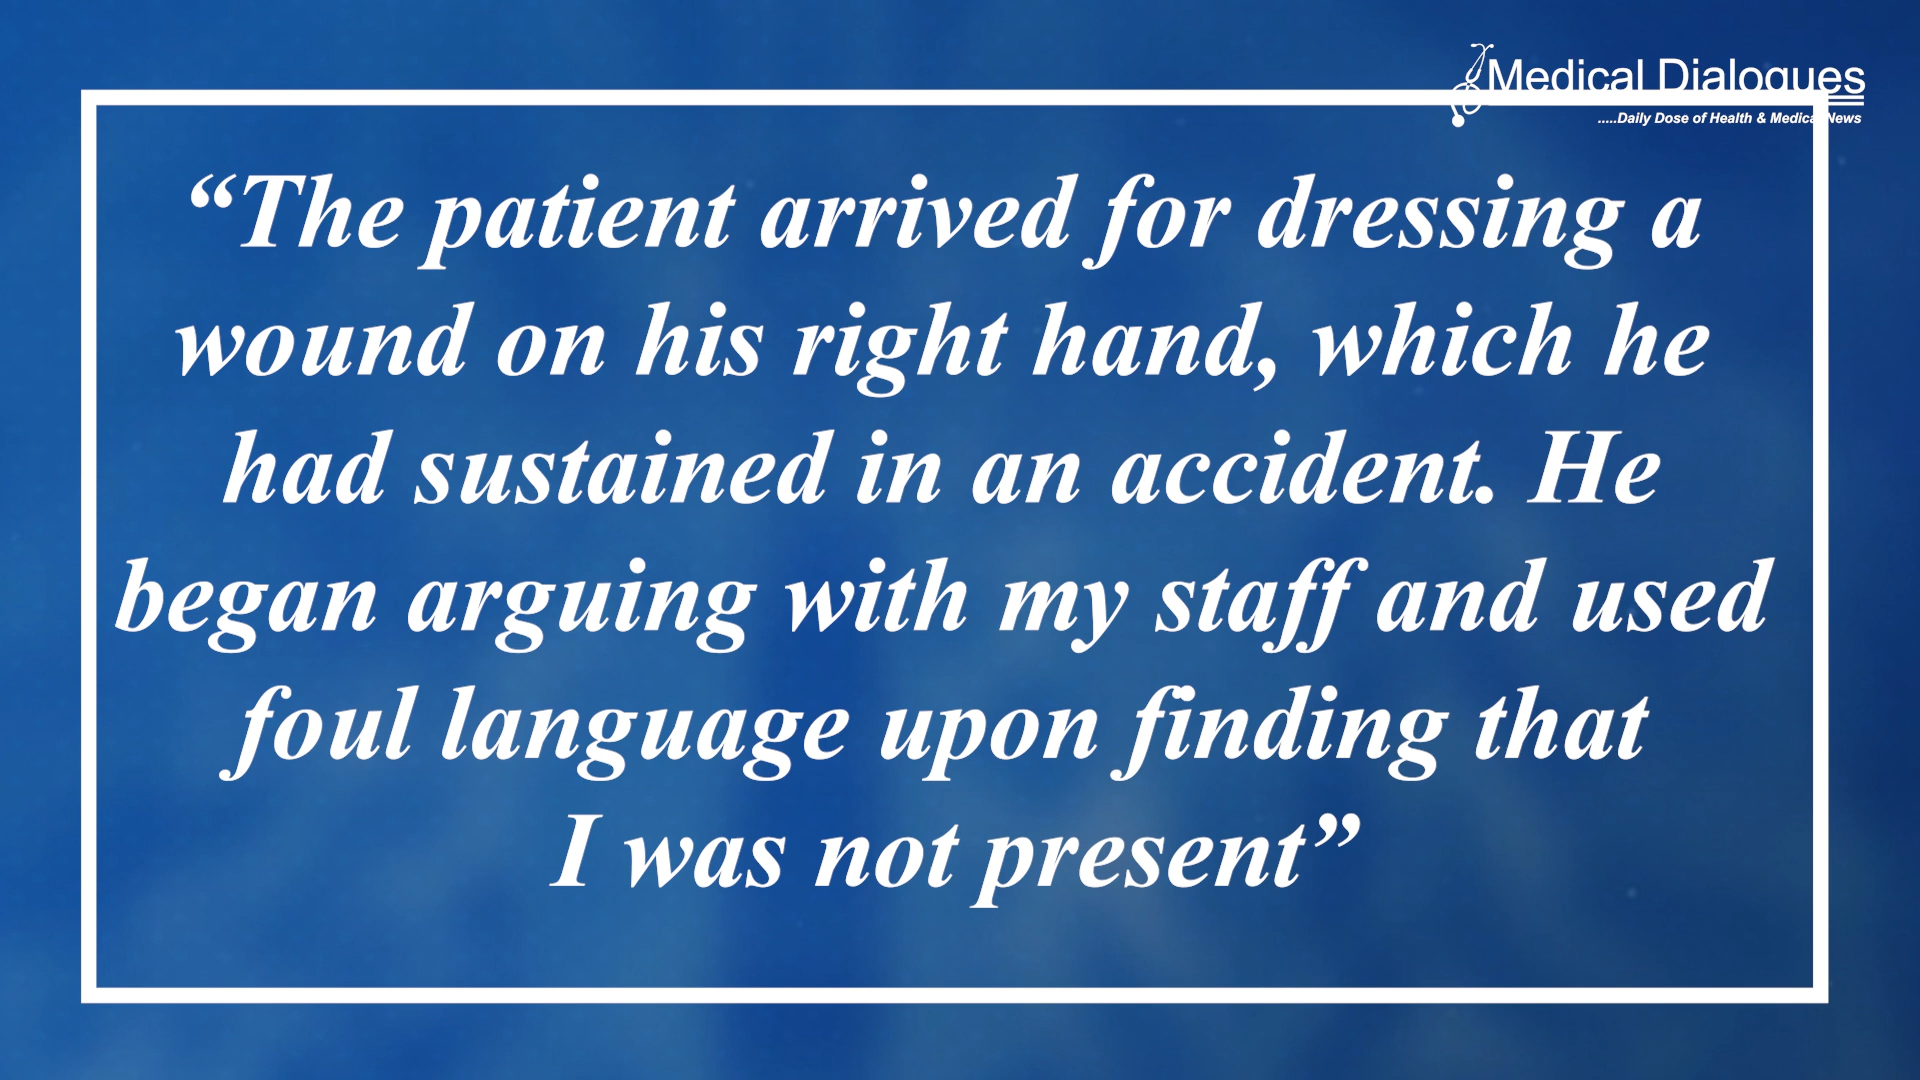 Medical Dialogues
.....Daily Dose of Health & Medical News
“The patient arrived for dressing a
wound on his right hand, which he
had sustained in an accident. He
began arguing with my staff and used
foul language upon finding that
I was not present”